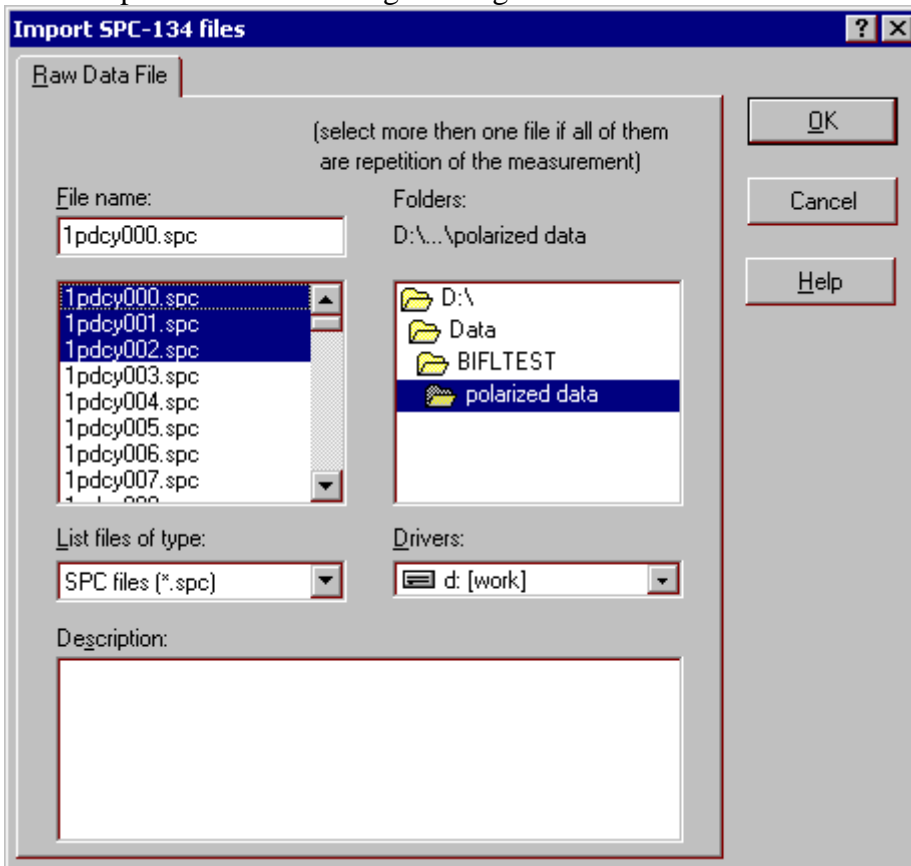 Import SPC-134 files
Raw Data File
(select more then one file if all of them
are repetition of the measurement)
OK
Cancel
Help
File name:
1pdcy000.spc
Folders:
D:\...\polarized data
1pdcy000.spc
1pdcy001.spc
1pdcy002.spc
1pdcy003.spc
1pdcy004.spc
1pdcy005.spc
1pdcy006.spc
1pdcy007.spc
D:\
Data
BIFLTEST
polarized data
List files of type:
SPC files (*.spc)
Drivers:
d: [work]
Description: